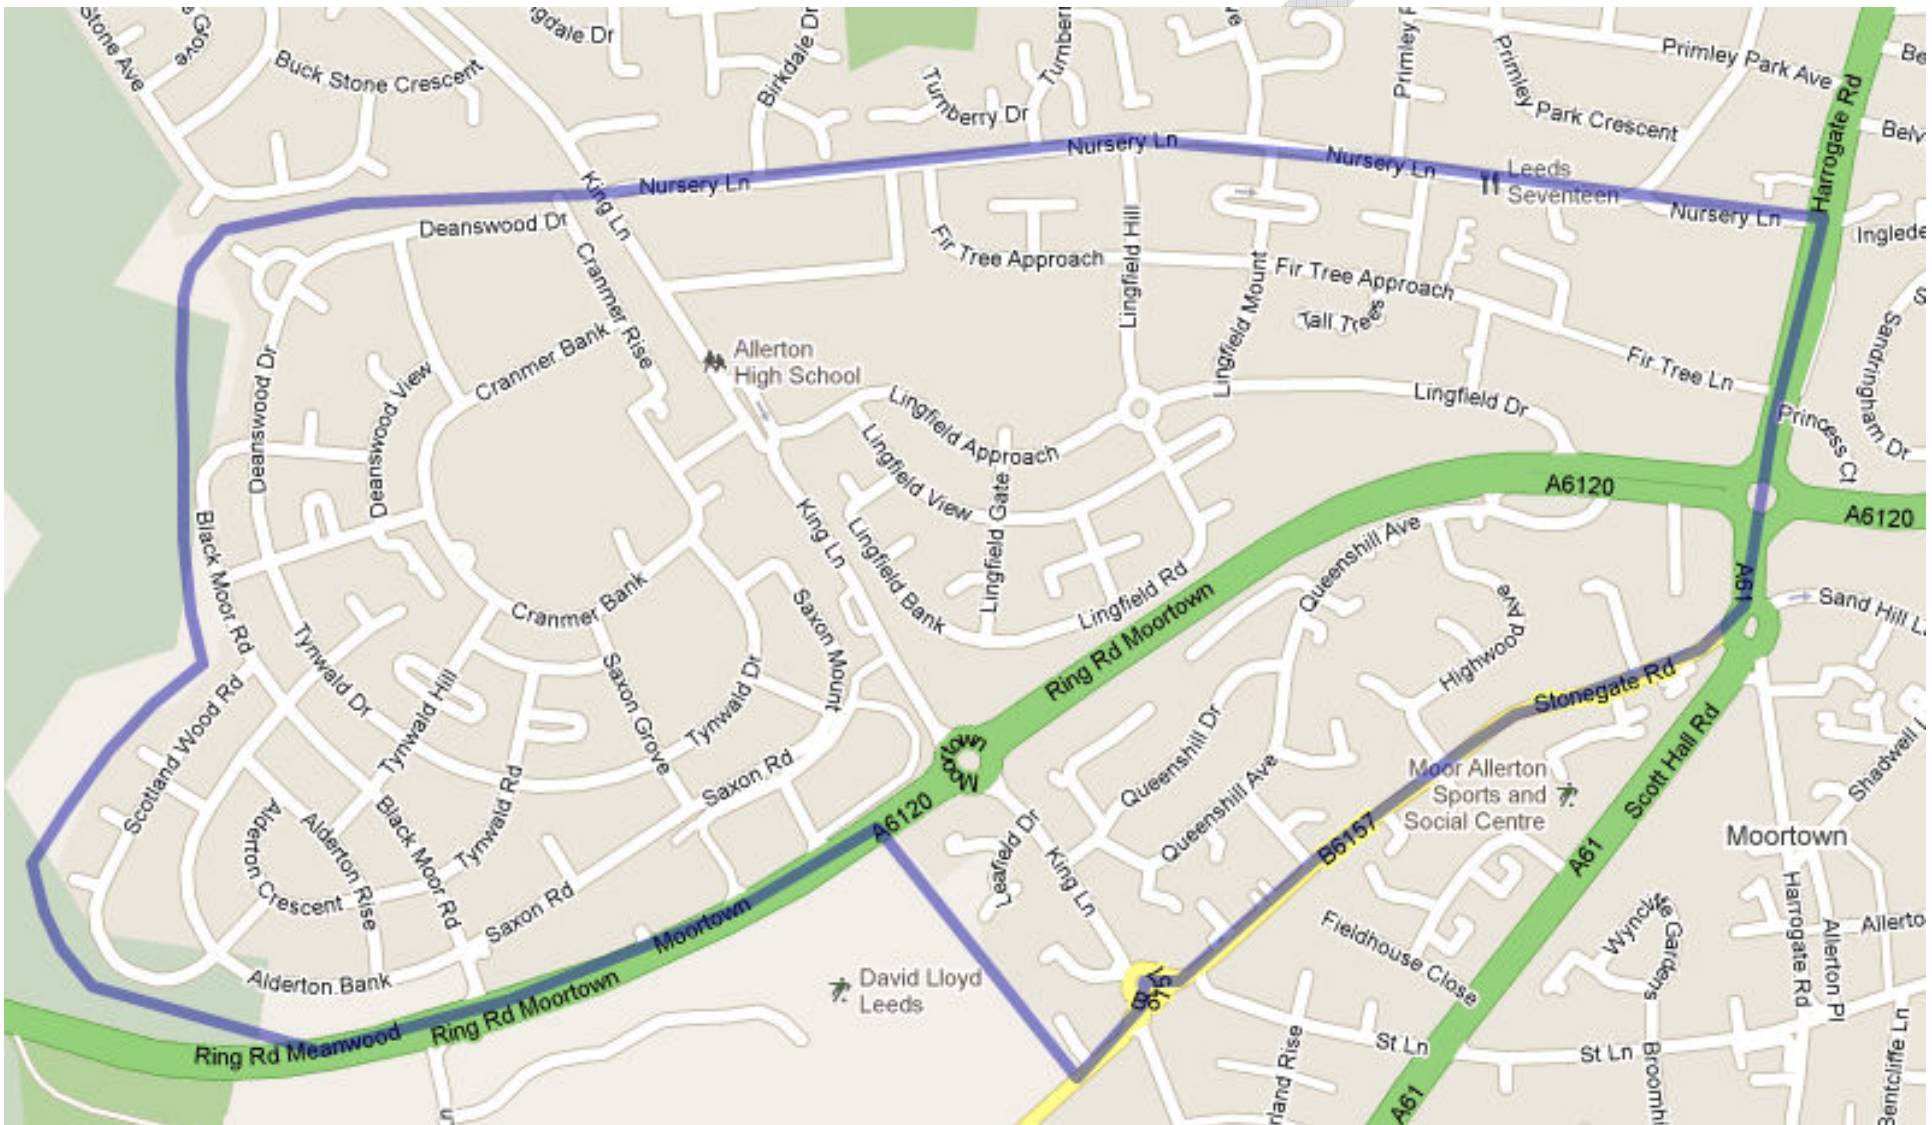 Stone Ave
Grove
Buck Stone Crescent
Birkdale Dr
Turnberry Dr
Primley Park Ave
Primley
Park Crescent
Harrogate Rd
Nursery Ln
Nursery Ln
Nursery Ln
Nursery Ln
Leeds
Seventeen
King Ln
Deanswood Dr
Cranmer Rise
Fir Tree Approach
Fir Tree Approach
Lingfield Hill
Lingfield Mount
Tall Trees
Fir Tree Ln
Sandringham Dr
Princess Ct
Cranmer Bank
Allerton
High School
Deanswood Dr
Deanswood View
Lingfield Approach
Lingfield Dr
Lingfield View
Lingfield Gate
A6120
A6120
Black Moor Rd
King Ln
Lingfield Bank
Lingfield Rd
Queenshill Ave
A61
Sand Hill
Cranmer Bank
Saxon Mount
Ring Rd Moortown
Highwood Ave
Tynwald Dr
Tynwald Hill
Saxon Grove
Tynwald Dr
Stonegate Rd
Scotland Wood Rd
Saxon Rd
Moortown
Queenshill Dr
Queenshill Ave
Moor Allerton
Sports and
Social Centre
Scott Hall Rd
Shadwell
Alderton Crescent
Alderton Rise
Black Moor Rd
Tynwald Rd
A6120
Leafield Dr
King Ln
B6157
A61
Moortown
Saxon Rd
Moortown
Fieldhouse Close
Wyncliffe Gardens
Harrogate Rd
Allerton Pl
Alderton Bank
David Lloyd
Leeds
B6157
Ring Rd Meanwood
Ring Rd Moortown
St Ln
St Ln
Bentcliffe Ln
A61